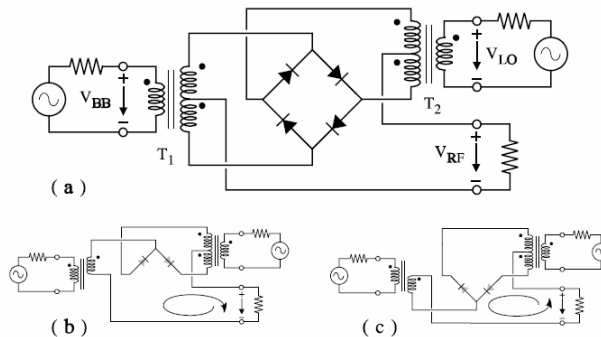 +
V_BB
−
T_1
+
V_LO
−
T_2
+
V_RF
−
( a )
+
−
( b )
+
−
( c )